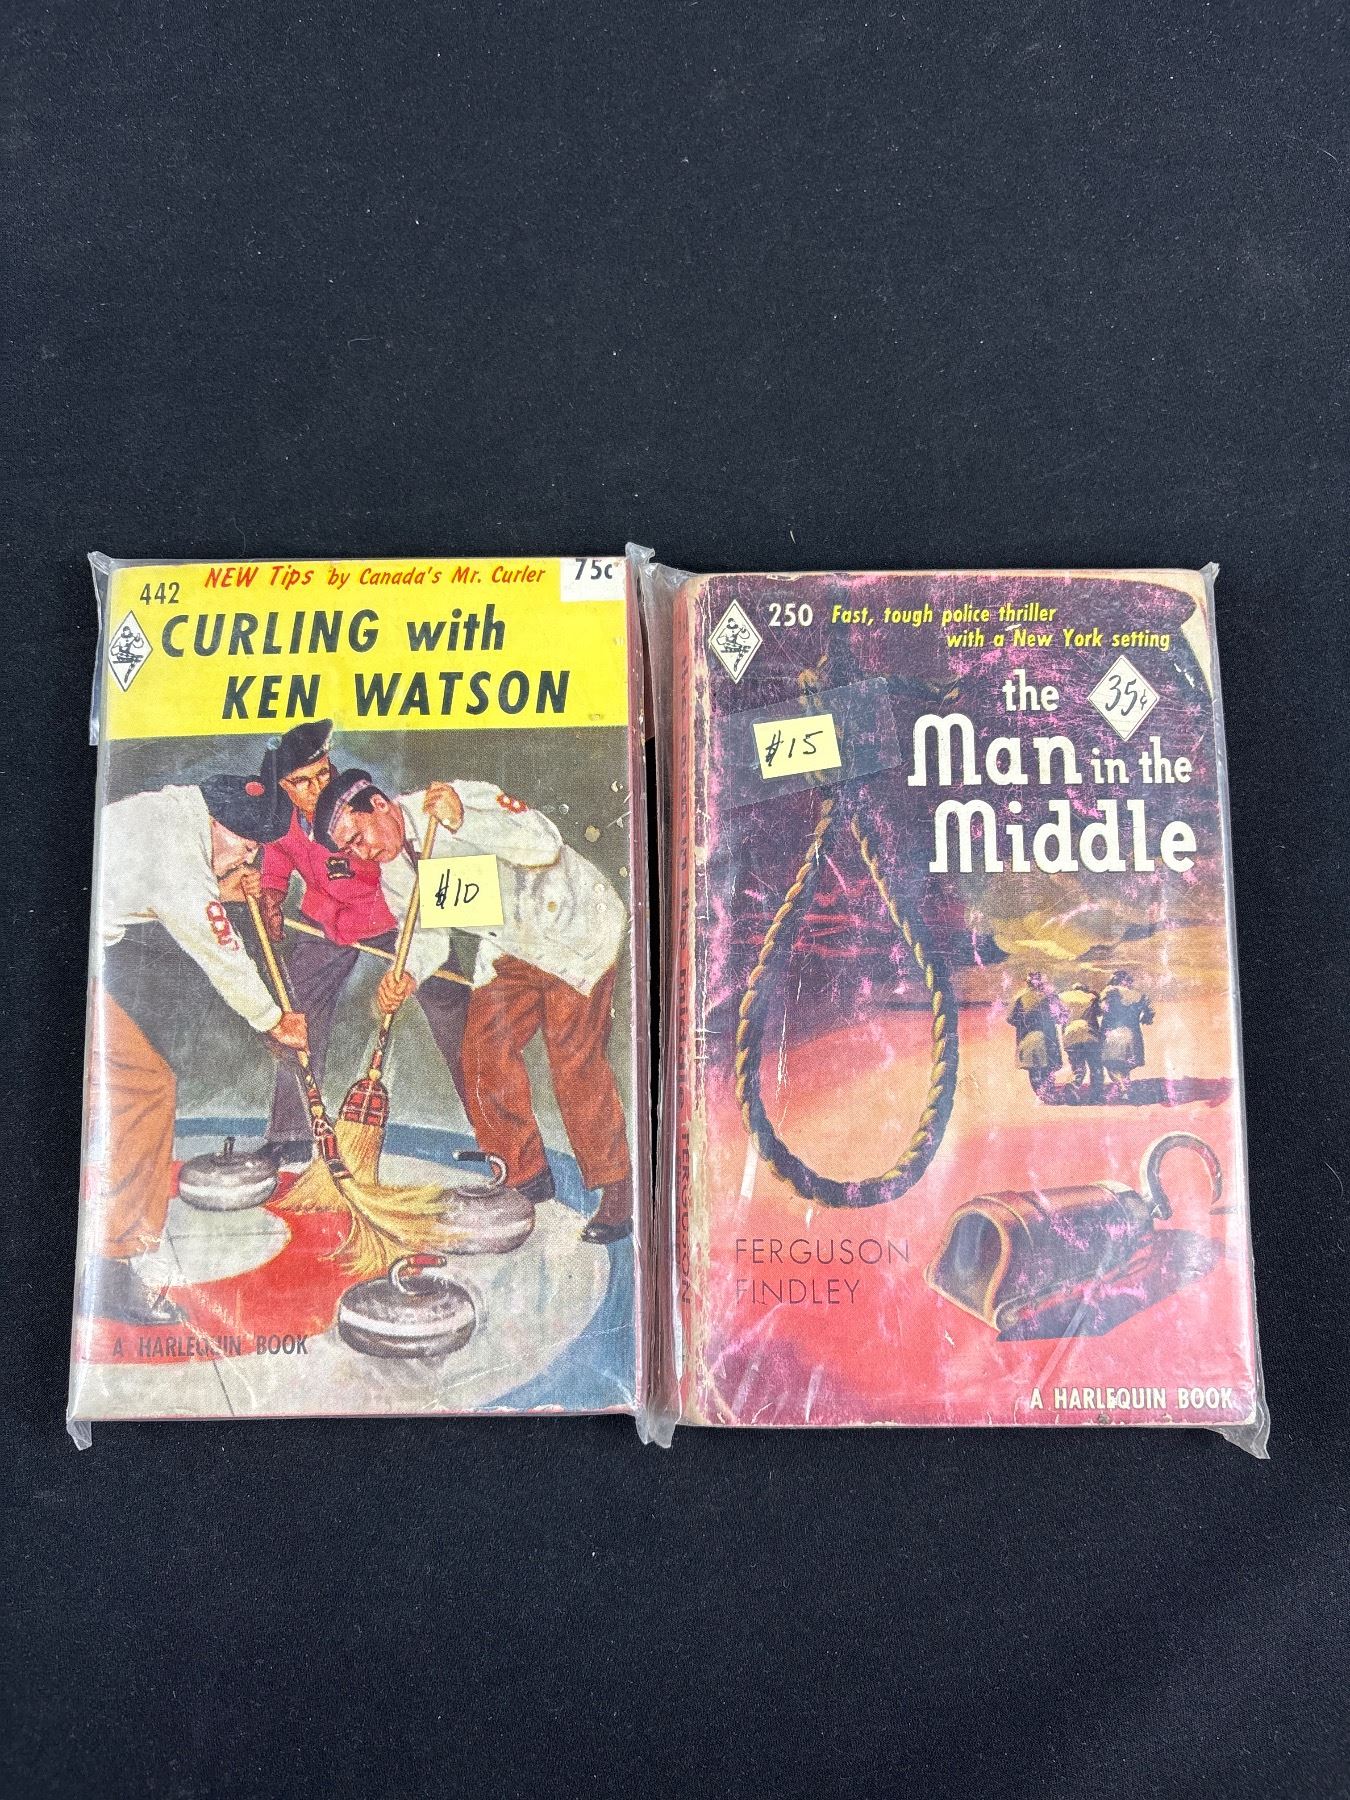 442
NEW Tips by Canada's Mr. Curler
75c
CURLING with
KEN WATSON
$10
A HARLEQUIN BOOK
250
Fast, tough police thriller
with a New York setting
the
35¢
Man in the
Middle
$15
FERGUSON
FINDLEY
A HARLEQUIN BOOK